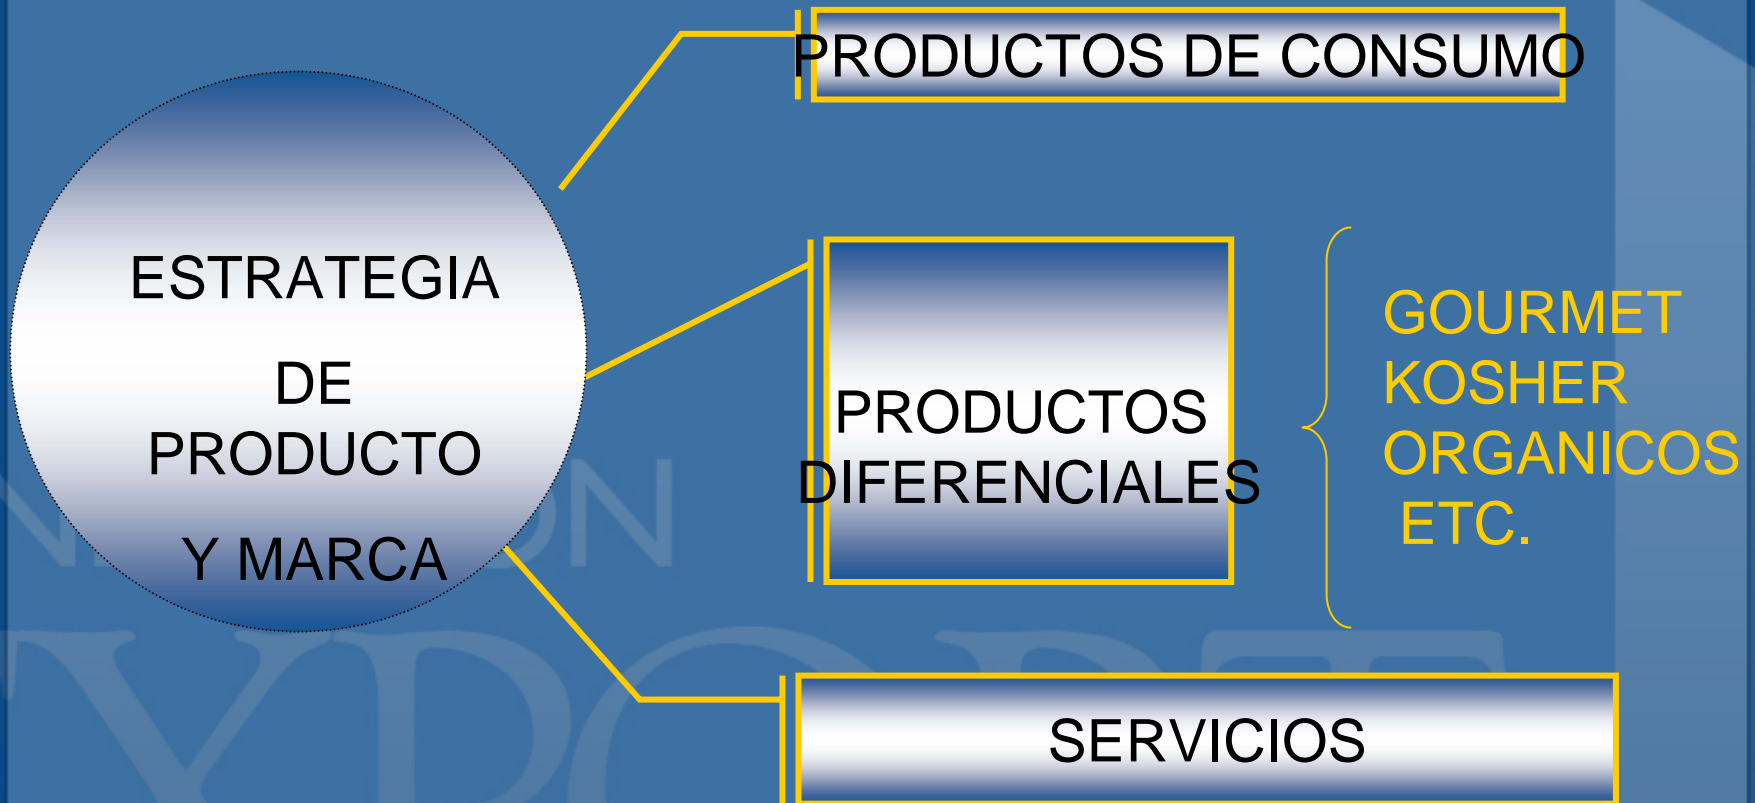 PRODUCTOS DE CONSUMO
ESTRATEGIA
DE
PRODUCTO
Y MARCA
PRODUCTOS
DIFERENCIALES
GOURMET
KOSHER
ORGANICOS
ETC.
SERVICIOS